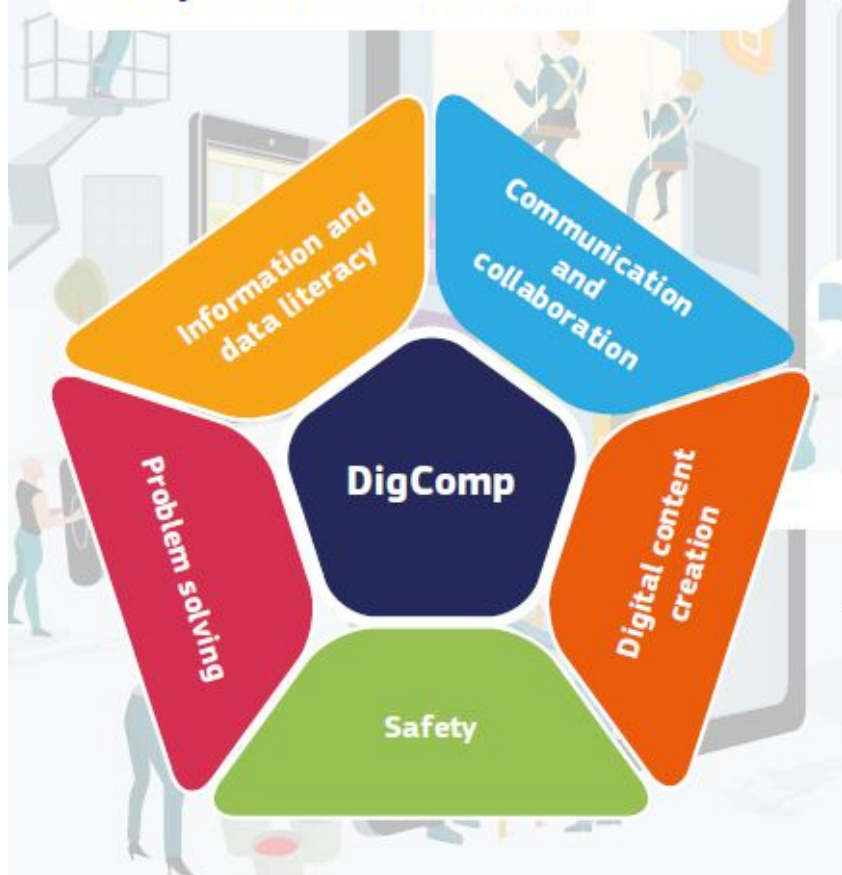 Information and
data literacy
Communication
and
collaboration
Problem solving
DigComp
Digital content
creation
Safety